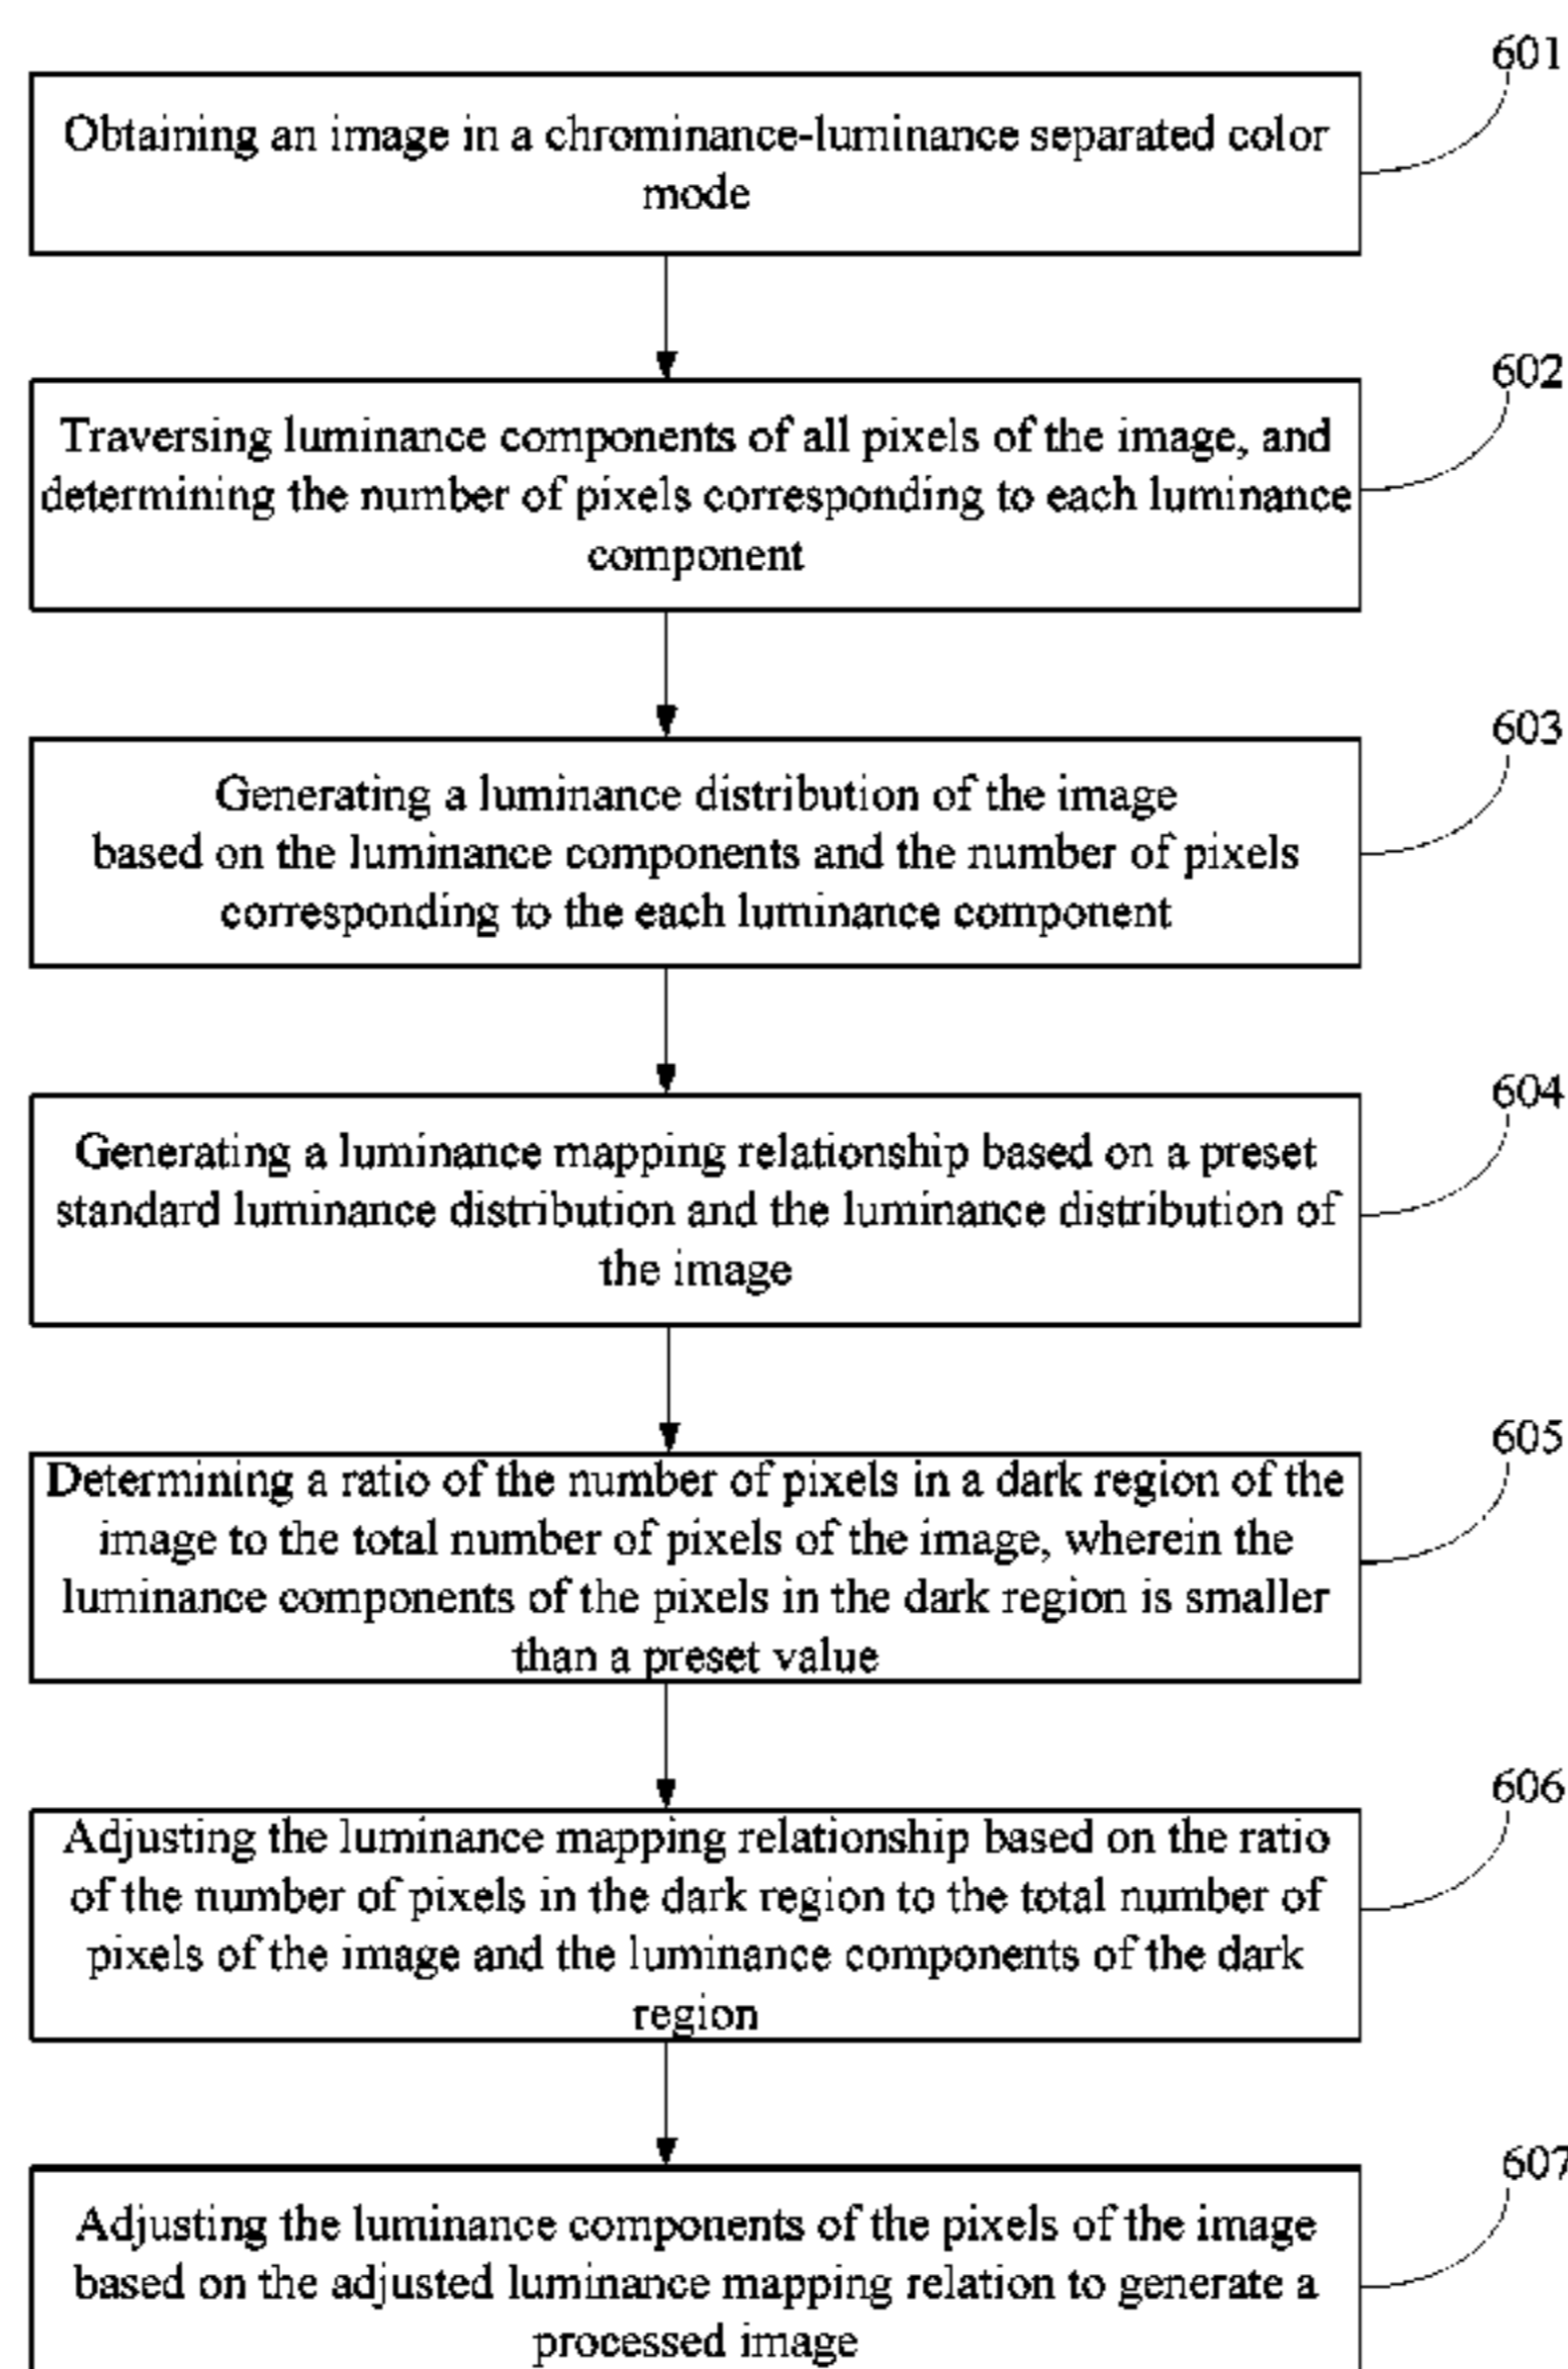 601
Obtaining an image in a chrominance-luminance separated color
mode
602
Traversing luminance components of all pixels of the image, and
determining the number of pixels corresponding to each luminance
component
603
Generating a luminance distribution of the image
based on the luminance components and the number of pixels
corresponding to the each luminance component
604
Generating a luminance mapping relationship based on a preset
standard luminance distribution and the luminance distribution of
the image
605
Determining a ratio of the number of pixels in a dark region of the
image to the total number of pixels of the image, wherein the
luminance components of the pixels in the dark region is smaller
than a preset value
606
Adjusting the luminance mapping relationship based on the ratio
of the number of pixels in the dark region to the total number of
pixels of the image and the luminance components of the dark
region
607
Adjusting the luminance components of the pixels of the image
based on the adjusted luminance mapping relation to generate a
processed image